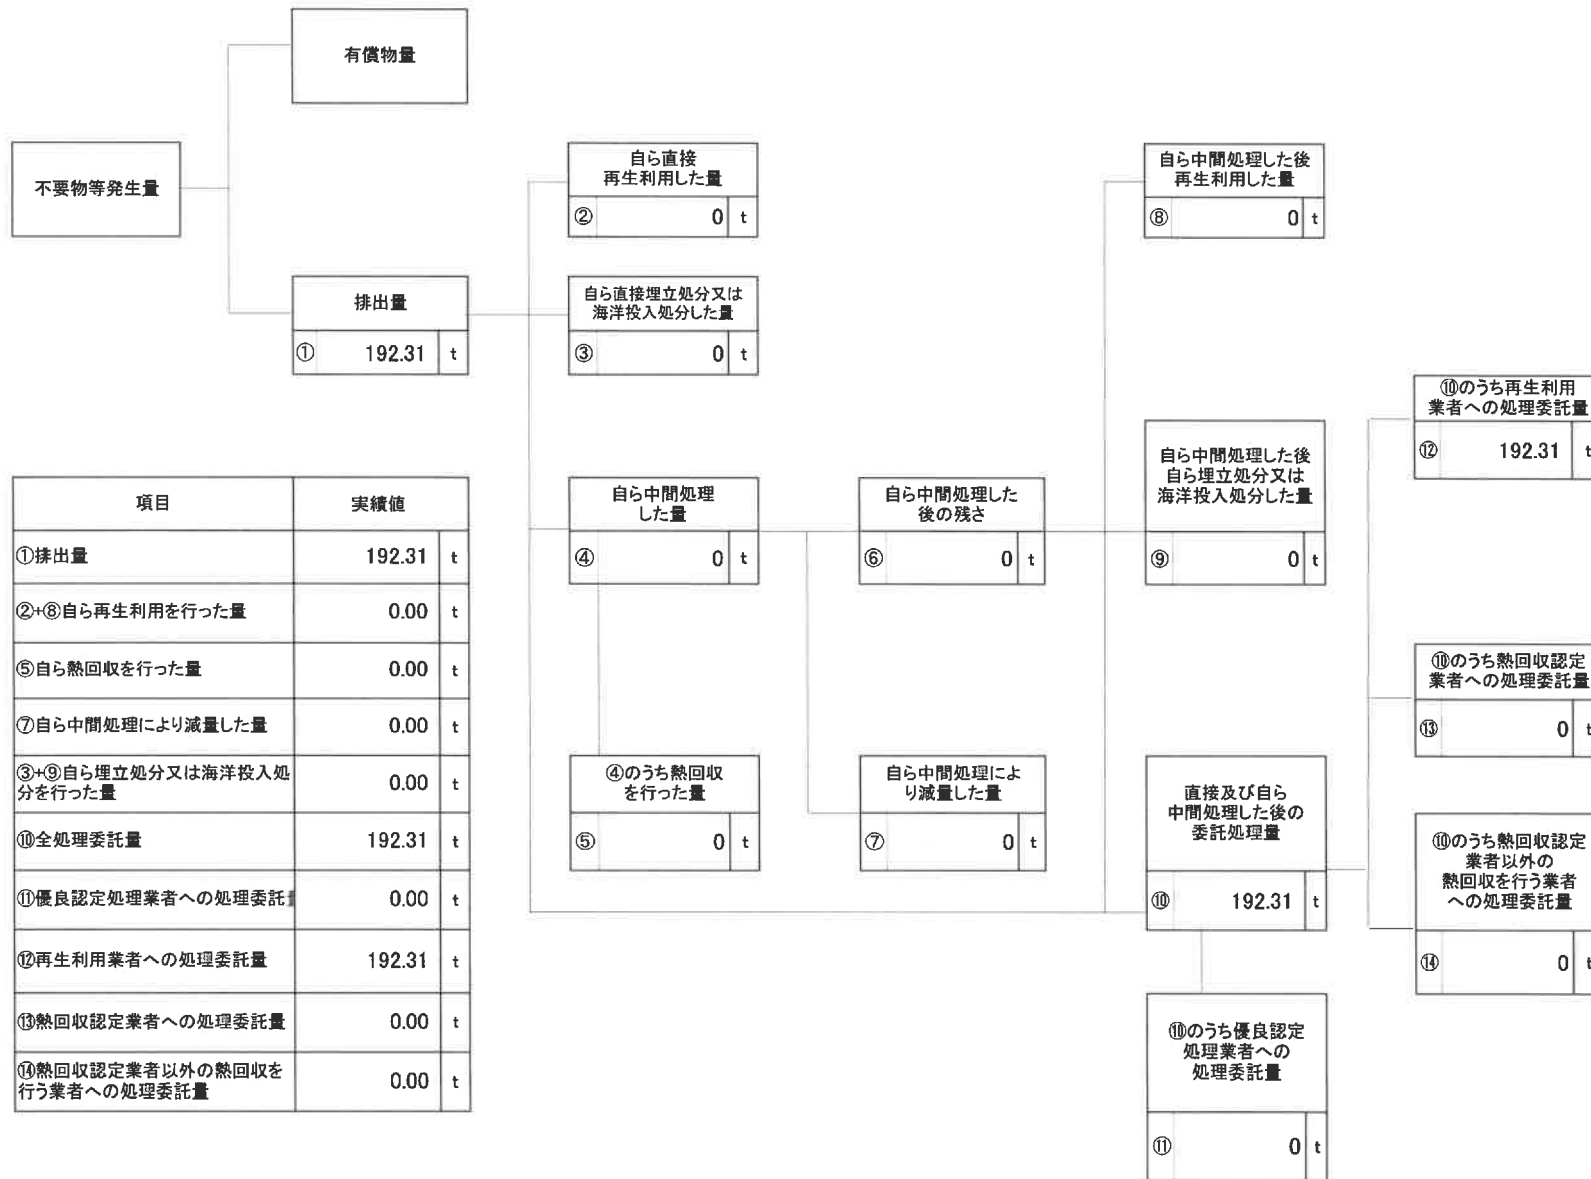 有償物量
不要物等発生量
排出量
① 192.31 t
自ら直接
再生利用した量
② 0 t
自ら直接埋立処分又は
海洋投入処分した量
③ 0 t
自ら中間処理
した量
④ 0 t
④のうち熱回収
を行った量
⑤ 0 t
自ら中間処理した
後の残さ
⑥ 0 t
自ら中間処理によ
り減量した量
⑦ 0 t
自ら中間処理した後
再生利用した量
⑧ 0 t
自ら中間処理した後
自ら埋立処分又は
海洋投入処分した量
⑨ 0 t
直接及び自ら
中間処理した後の
委託処理量
⑩ 192.31 t
⑩のうち優良認定
処理業者への
処理委託量
⑪ 0 t
⑩のうち再生利用
業者への処理委託量
⑫ 192.31 t
⑩のうち熱回収認定
業者への処理委託量
⑬ 0 t
⑩のうち熱回収認定
業者以外の
熱回収を行う業者
への処理委託量
⑭ 0 t
項目 実績値
①排出量 192.31 t
②+⑧自ら再生利用を行った量 0.00 t
⑤自ら熱回収を行った量 0.00 t
⑦自ら中間処理により減量した量 0.00 t
③+⑨自ら埋立処分又は海洋投入処
分を行った量 0.00 t
⑩全処理委託量 192.31 t
⑪優良認定処理業者への処理委託 0.00 t
⑫再生利用業者への処理委託量 192.31 t
⑬熱回収認定業者への処理委託量 0.00 t
⑭熱回収認定業者以外の熱回収を
行う業者への処理委託量 0.00 t